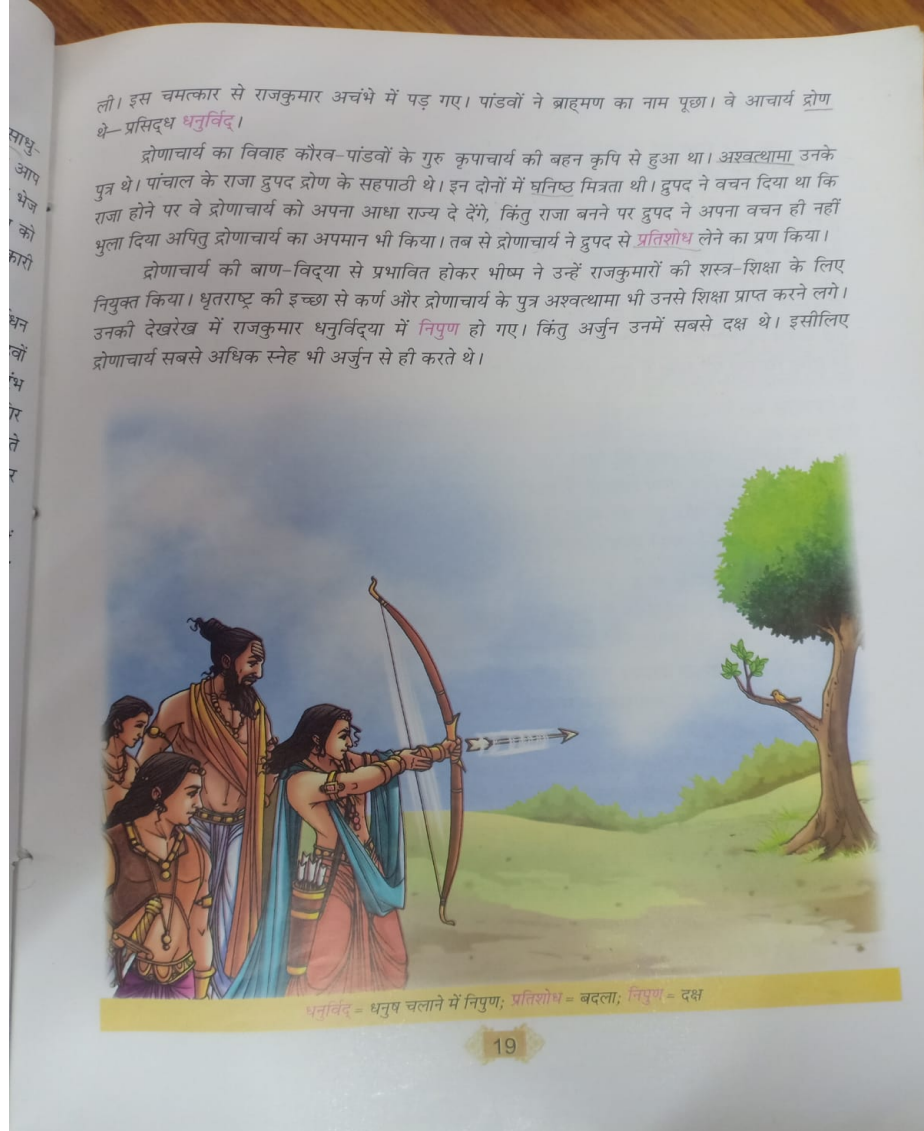 साधु-
आप
भेज
को
कारी
वों
ते
र
ली। इस चमत्कार से राजकुमार अचंभे में पड़ गए। पांडवों ने ब्राह्मण का नाम पूछा। वे आचार्य द्रोण
थे— प्रसिद्ध धनुर्विद्।
द्रोणाचार्य का विवाह कौरव-पांडवों के गुरु कृपाचार्य की बहन कृपि से हुआ था। अश्वत्थामा उनके
पुत्र थे। पांचाल के राजा द्रुपद द्रोण के सहपाठी थे। इन दोनों में घनिष्ठ मित्रता थी। द्रुपद ने वचन दिया था कि
राजा होने पर वे द्रोणाचार्य को अपना आधा राज्य दे देंगे, किंतु राजा बनने पर द्रुपद ने अपना वचन ही नहीं
भुला दिया अपितु द्रोणाचार्य का अपमान भी किया। तब से द्रोणाचार्य ने द्रुपद से प्रतिशोध लेने का प्रण किया।
द्रोणाचार्य की बाण-विद्या से प्रभावित होकर भीष्म ने उन्हें राजकुमारों की शस्त्र-शिक्षा के लिए
नियुक्त किया। धृतराष्ट्र की इच्छा से कर्ण और द्रोणाचार्य के पुत्र अश्वत्थामा भी उनसे शिक्षा प्राप्त करने लगे।
उनकी देखरेख में राजकुमार धनुर्विद्या में निपुण हो गए। किंतु अर्जुन उनमें सबसे दक्ष थे। इसीलिए
द्रोणाचार्य सबसे अधिक स्नेह भी अर्जुन से ही करते थे।
धनुर्विद् = धनुष चलाने में निपुण; प्रतिशोध = बदला; निपुण = दक्ष
19